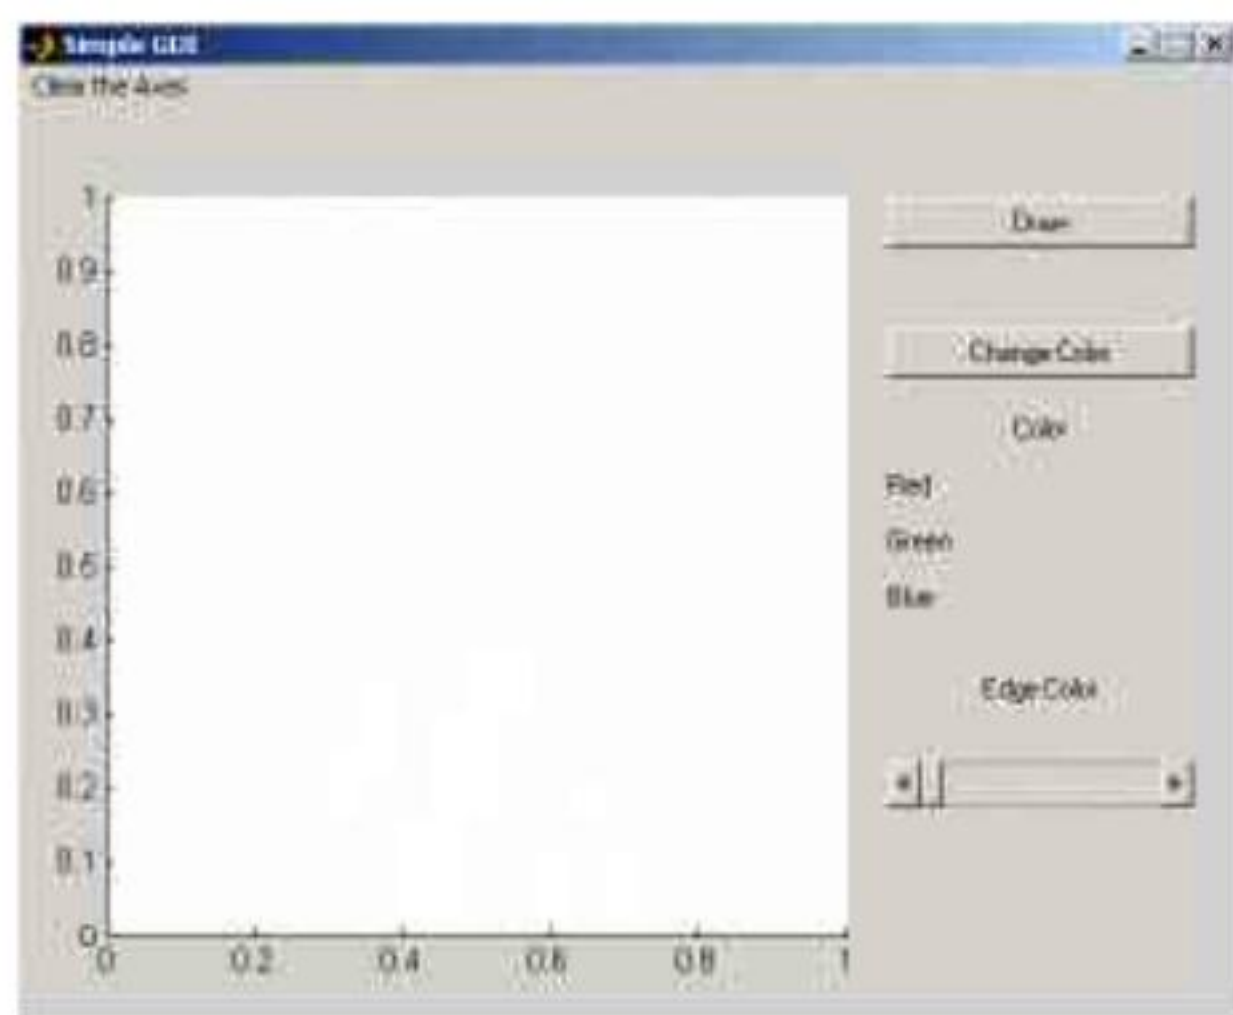 Simple GUI
Clear the Axes
1
0.9
0.8
0.7
0.6
0.5
0.4
0.3
0.2
0.1
0
0 0.2 0.4 0.6 0.8 1
Draw
Change Color
Color
Red
Green
Blue
Edge Color